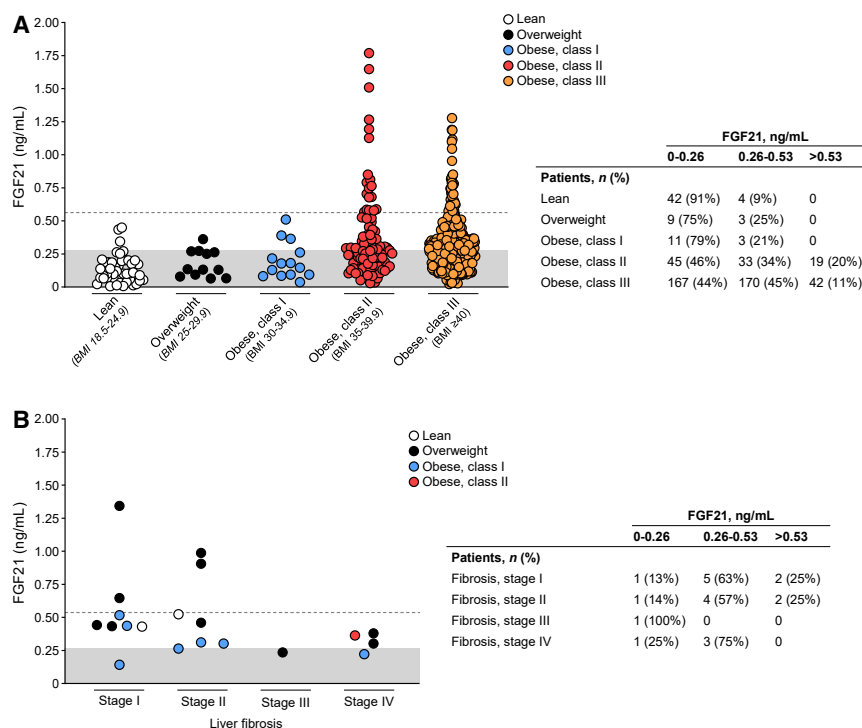 A
2.00
1.75
1.50
1.25
1.00
0.75
0.50
0.25
0
FGF21 (ng/mL)
Lean
Overweight
Obese, class I
Obese, class II
Obese, class III
Lean
(BMI 18.5-24.9)
Overweight
(BMI 25-29.9)
Obese, class I
(BMI 30-34.9)
Obese, class II
(BMI 35-39.9)
Obese, class III
(BMI ≥40)
FGF21, ng/mL
0-0.26 0.26-0.53 >0.53
Patients, n (%)
Lean 42 (91%) 4 (9%) 0
Overweight 9 (75%) 3 (25%) 0
Obese, class I 11 (79%) 3 (21%) 0
Obese, class II 45 (46%) 33 (34%) 19 (20%)
Obese, class III 167 (44%) 170 (45%) 42 (11%)
B
2.00
1.75
1.50
1.25
1.00
0.75
0.50
0.25
0
FGF21 (ng/mL)
Lean
Overweight
Obese, class I
Obese, class II
Stage I Stage II Stage III Stage IV
Liver fibrosis
FGF21, ng/mL
0-0.26 0.26-0.53 >0.53
Patients, n (%)
Fibrosis, stage I 1 (13%) 5 (63%) 2 (25%)
Fibrosis, stage II 1 (14%) 4 (57%) 2 (25%)
Fibrosis, stage III 1 (100%) 0 0
Fibrosis, stage IV 1 (25%) 3 (75%) 0